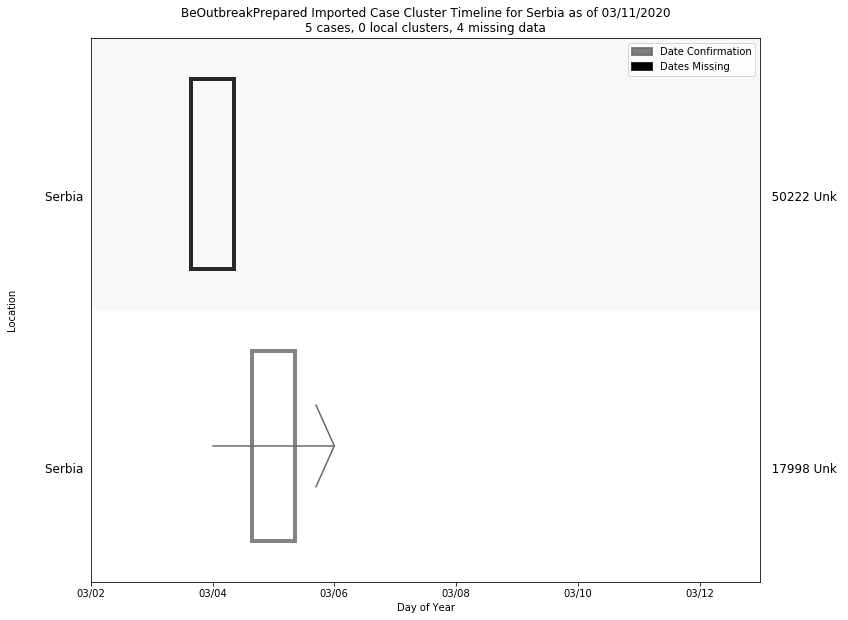 BeOutbreakPrepared Imported Case Cluster Timeline for Serbia as of 03/11/2020
5 cases, 0 local clusters, 4 missing data
Date Confirmation
Dates Missing
Serbia
50222 Unk
Location
Serbia
17998 Unk
03/02 03/04 03/06 03/08 03/10 03/12
Day of Year